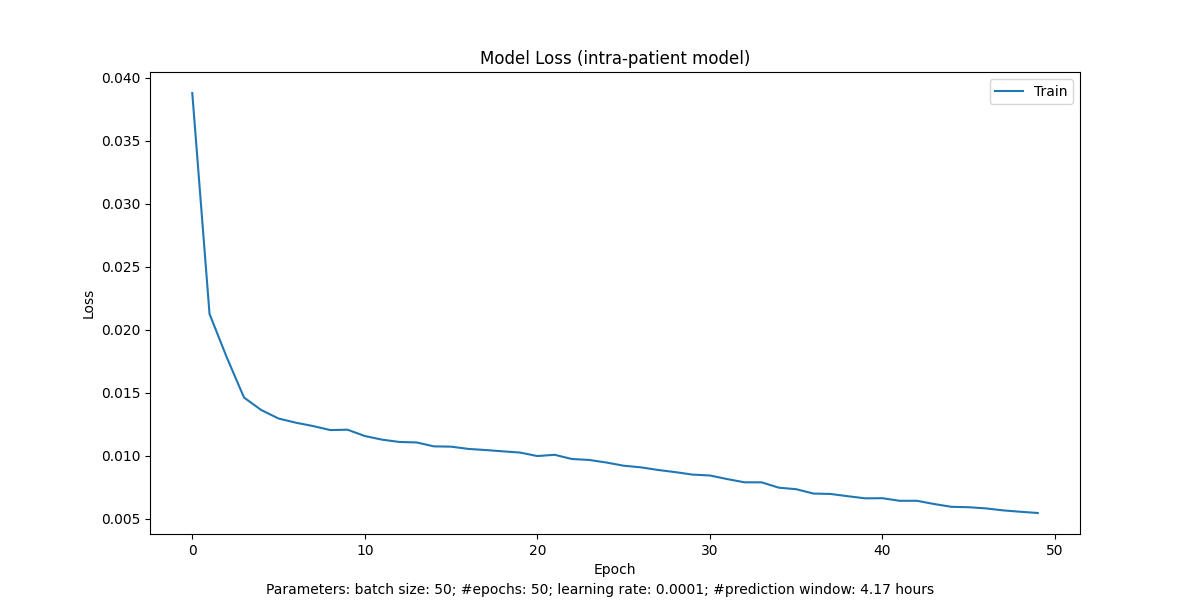 Model Loss (intra-patient model)
0.040
0.035
0.030
0.025
0.020
0.015
0.010
0.005
Loss
Train
0 10 20 30 40 50
Epoch
Parameters: batch size: 50; #epochs: 50; learning rate: 0.0001; #prediction window: 4.17 hours